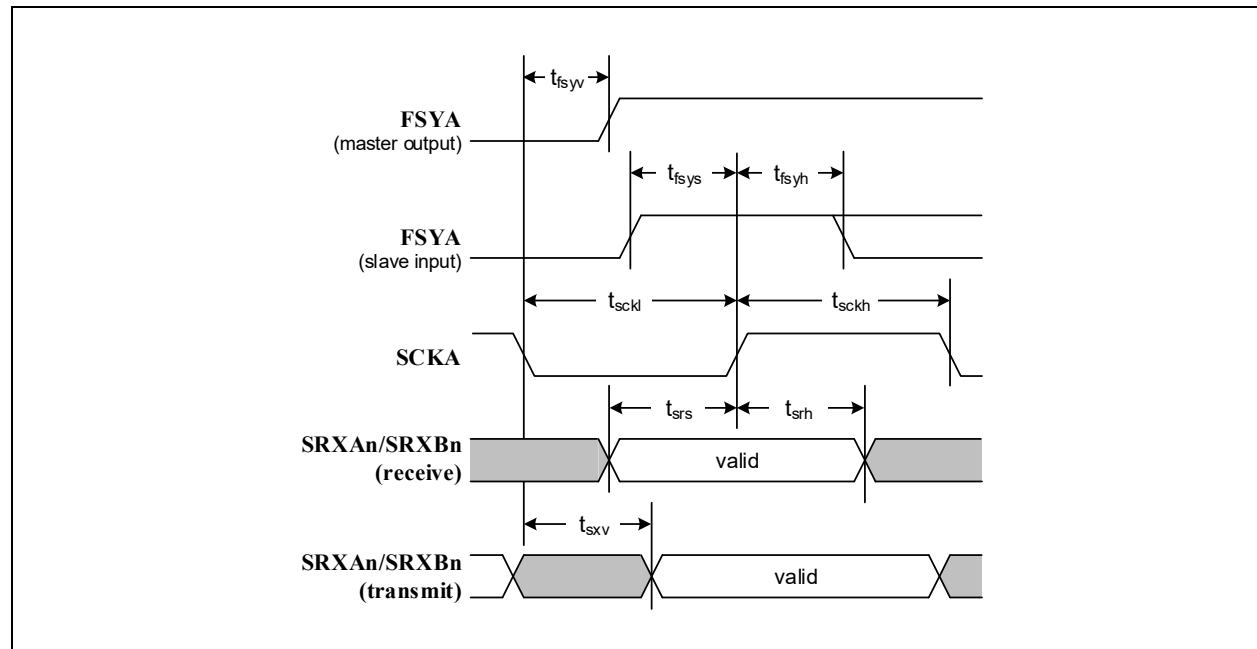 tfsyv
FSYA
(master output)
tfsys
tfsyh
FSYA
(slave input)
tsckl
tsckh
SCKA
tsrs
tsrh
SRXAn/SRXBn
(receive)
valid
tsxv
SRXAn/SRXBn
(transmit)
valid